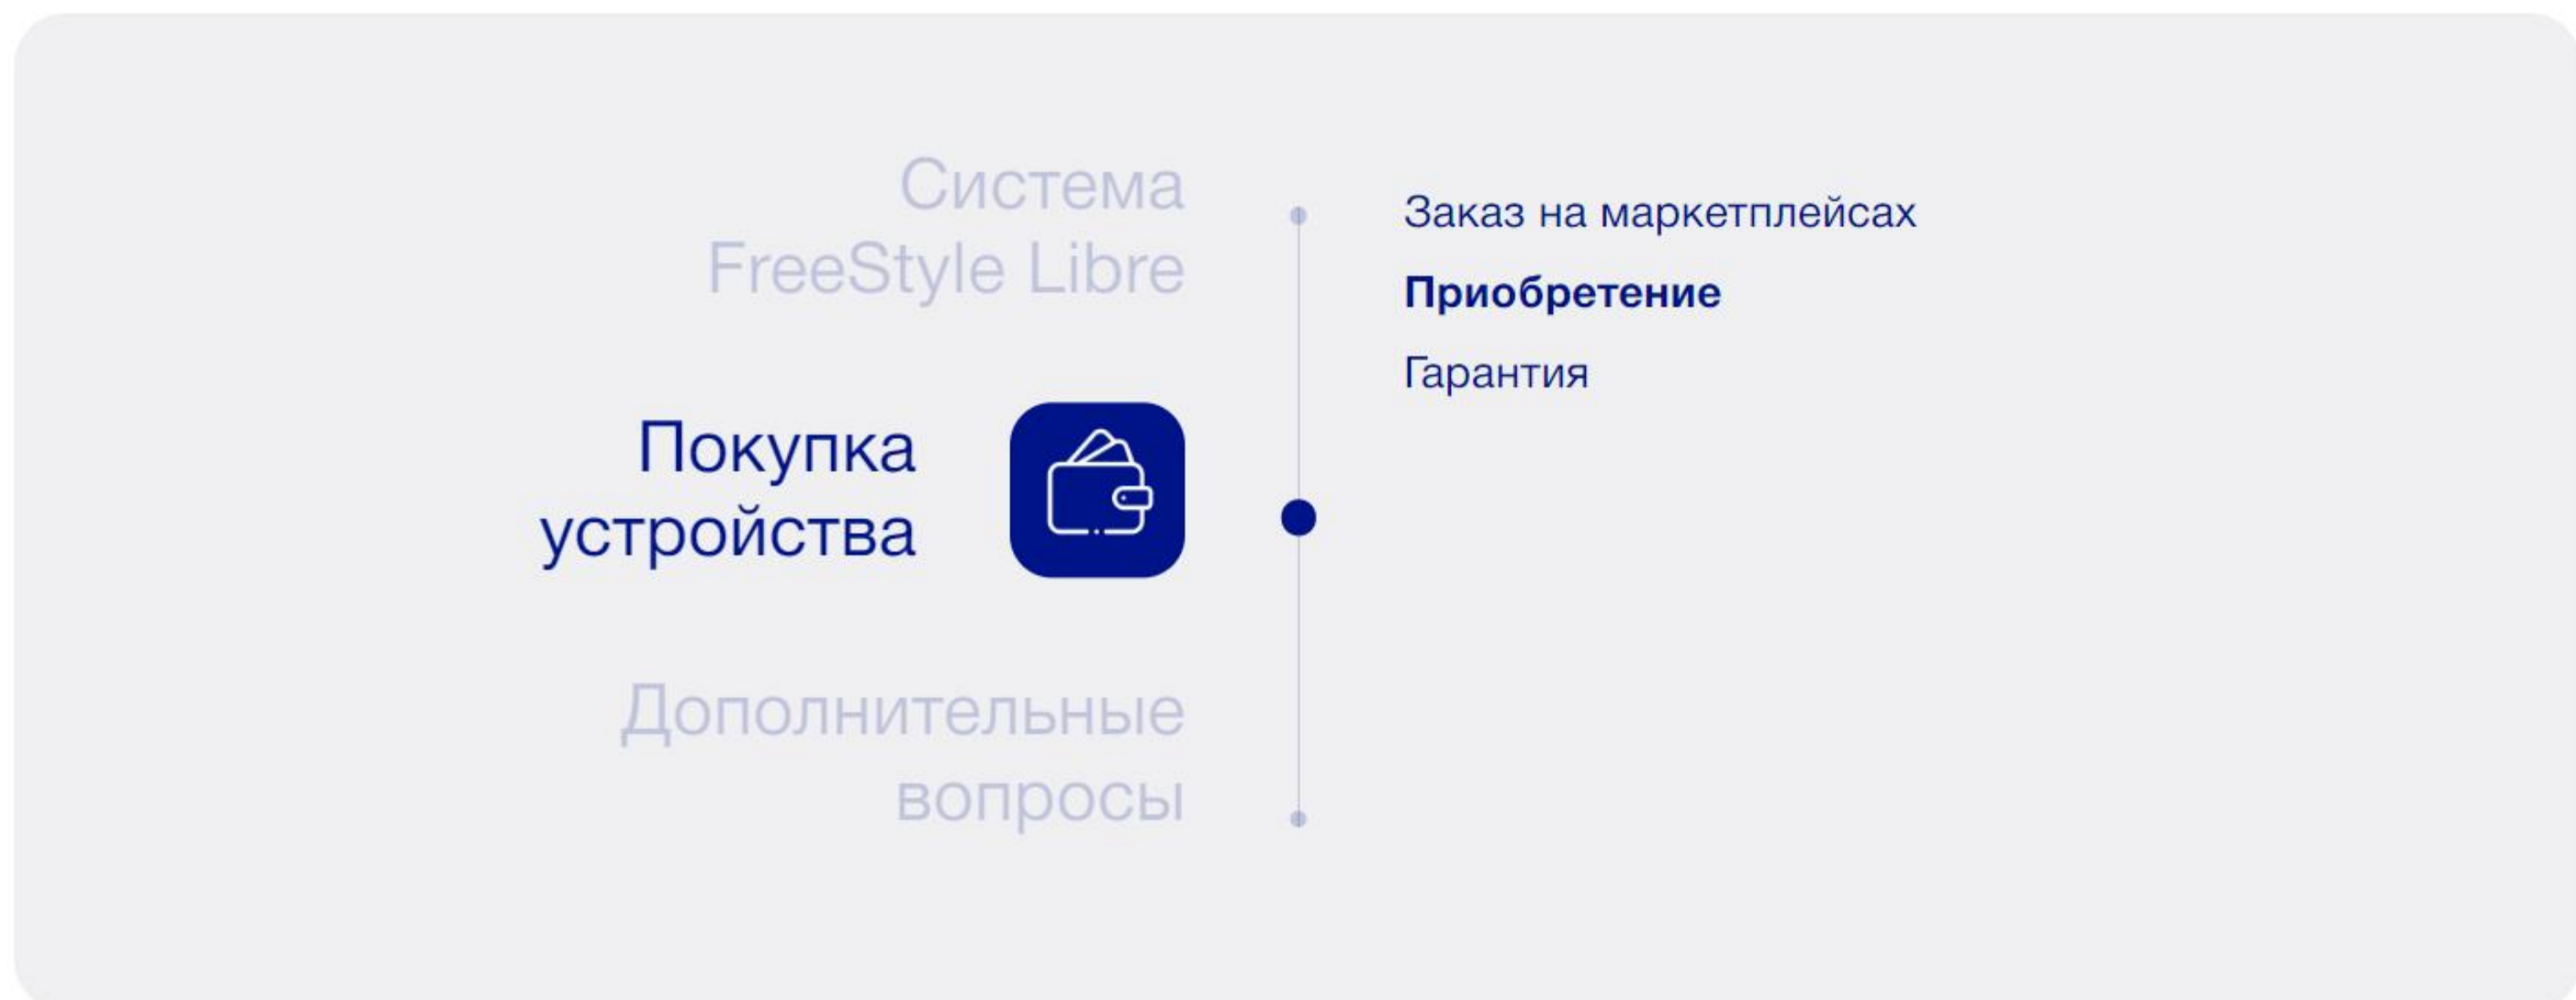 Система
FreeStyle Libre
Покупка
устройства
Дополнительные
вопросы
Заказ на маркетплейсах
Приобретение
Гарантия